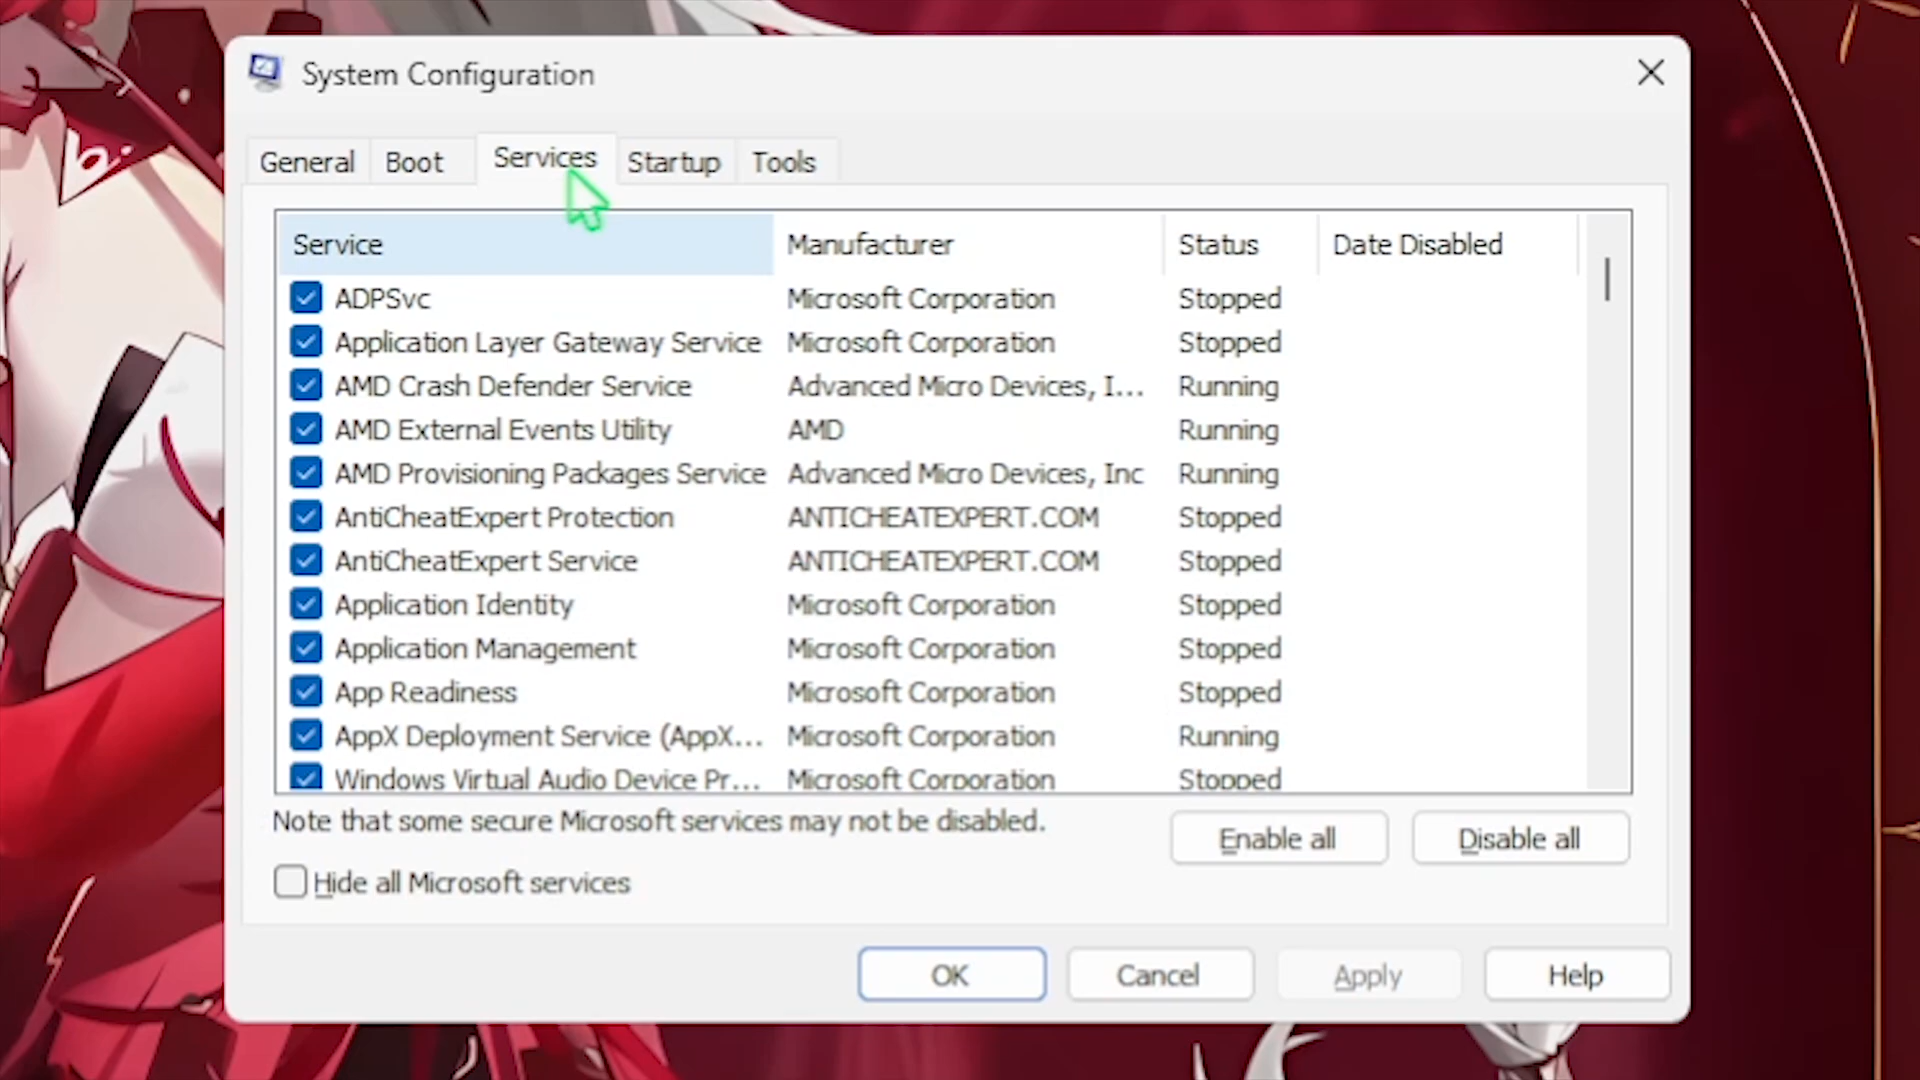 System Configuration
General Boot Services Startup Tools
Service Manufacturer Status Date Disabled
ADPSvc Microsoft Corporation Stopped
Application Layer Gateway Service Microsoft Corporation Stopped
AMD Crash Defender Service Advanced Micro Devices, I... Running
AMD External Events Utility AMD Running
AMD Provisioning Packages Service Advanced Micro Devices, Inc Running
AntiCheatExpert Protection ANTICHEATEXPERT.COM Stopped
AntiCheatExpert Service ANTICHEATEXPERT.COM Stopped
Application Identity Microsoft Corporation Stopped
Application Management Microsoft Corporation Stopped
App Readiness Microsoft Corporation Stopped
AppX Deployment Service (AppX... Microsoft Corporation Running
Windows Virtual Audio Device Pr... Microsoft Corporation Stopped
Note that some secure Microsoft services may not be disabled.
Enable all Disable all
Hide all Microsoft services
OK Cancel Apply Help